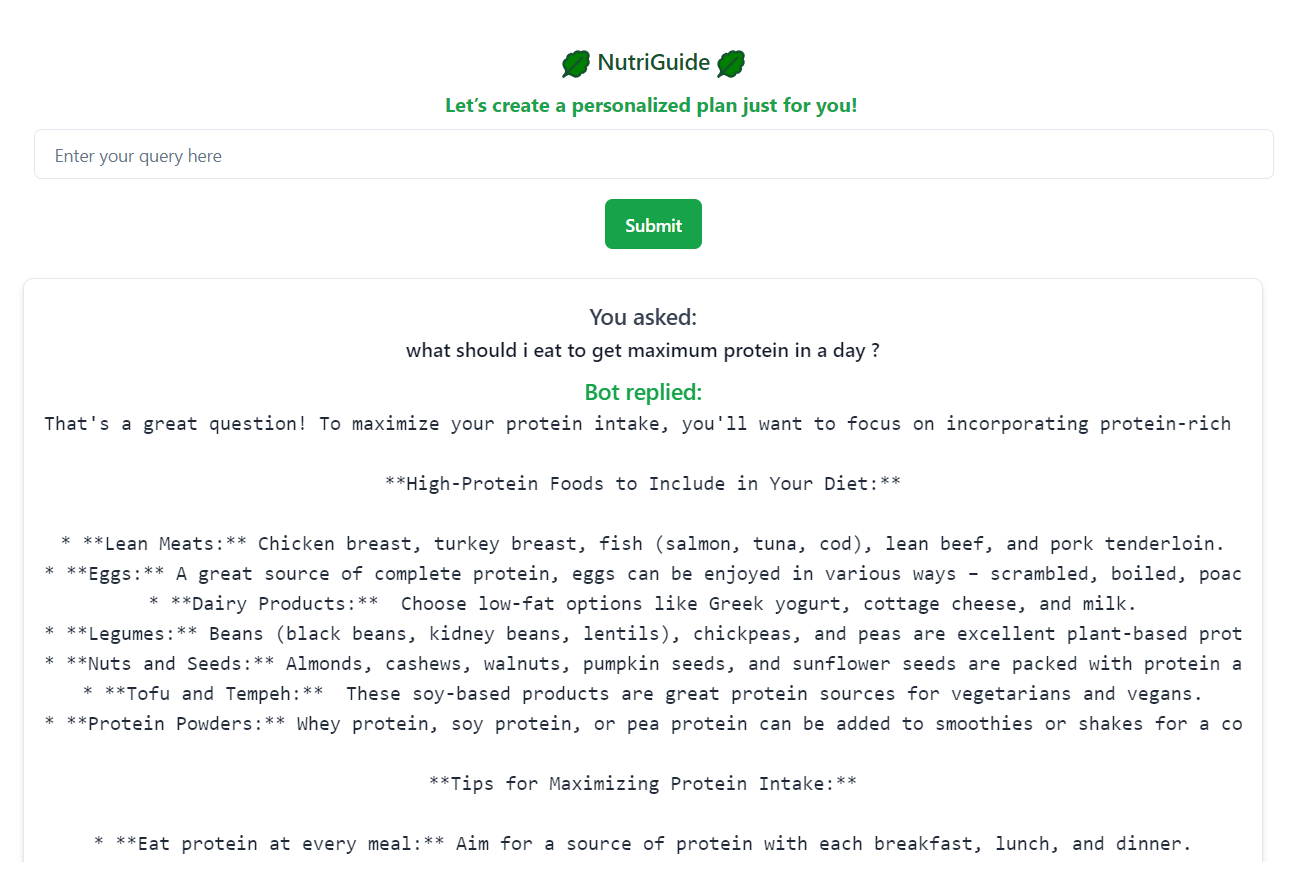 NutriGuide
Let’s create a personalized plan just for you!
Enter your query here
Submit
You asked:
what should i eat to get maximum protein in a day ?
Bot replied:
That's a great question! To maximize your protein intake, you'll want to focus on incorporating protein-rich
**High-Protein Foods to Include in Your Diet:**
* **Lean Meats:** Chicken breast, turkey breast, fish (salmon, tuna, cod), lean beef, and pork tenderloin.
* **Eggs:** A great source of complete protein, eggs can be enjoyed in various ways – scrambled, boiled, poac
* **Dairy Products:**  Choose low-fat options like Greek yogurt, cottage cheese, and milk.
* **Legumes:** Beans (black beans, kidney beans, lentils), chickpeas, and peas are excellent plant-based prot
* **Nuts and Seeds:** Almonds, cashews, walnuts, pumpkin seeds, and sunflower seeds are packed with protein a
* **Tofu and Tempeh:**  These soy-based products are great protein sources for vegetarians and vegans.
* **Protein Powders:** Whey protein, soy protein, or pea protein can be added to smoothies or shakes for a co
**Tips for Maximizing Protein Intake:**
* **Eat protein at every meal:** Aim for a source of protein with each breakfast, lunch, and dinner.